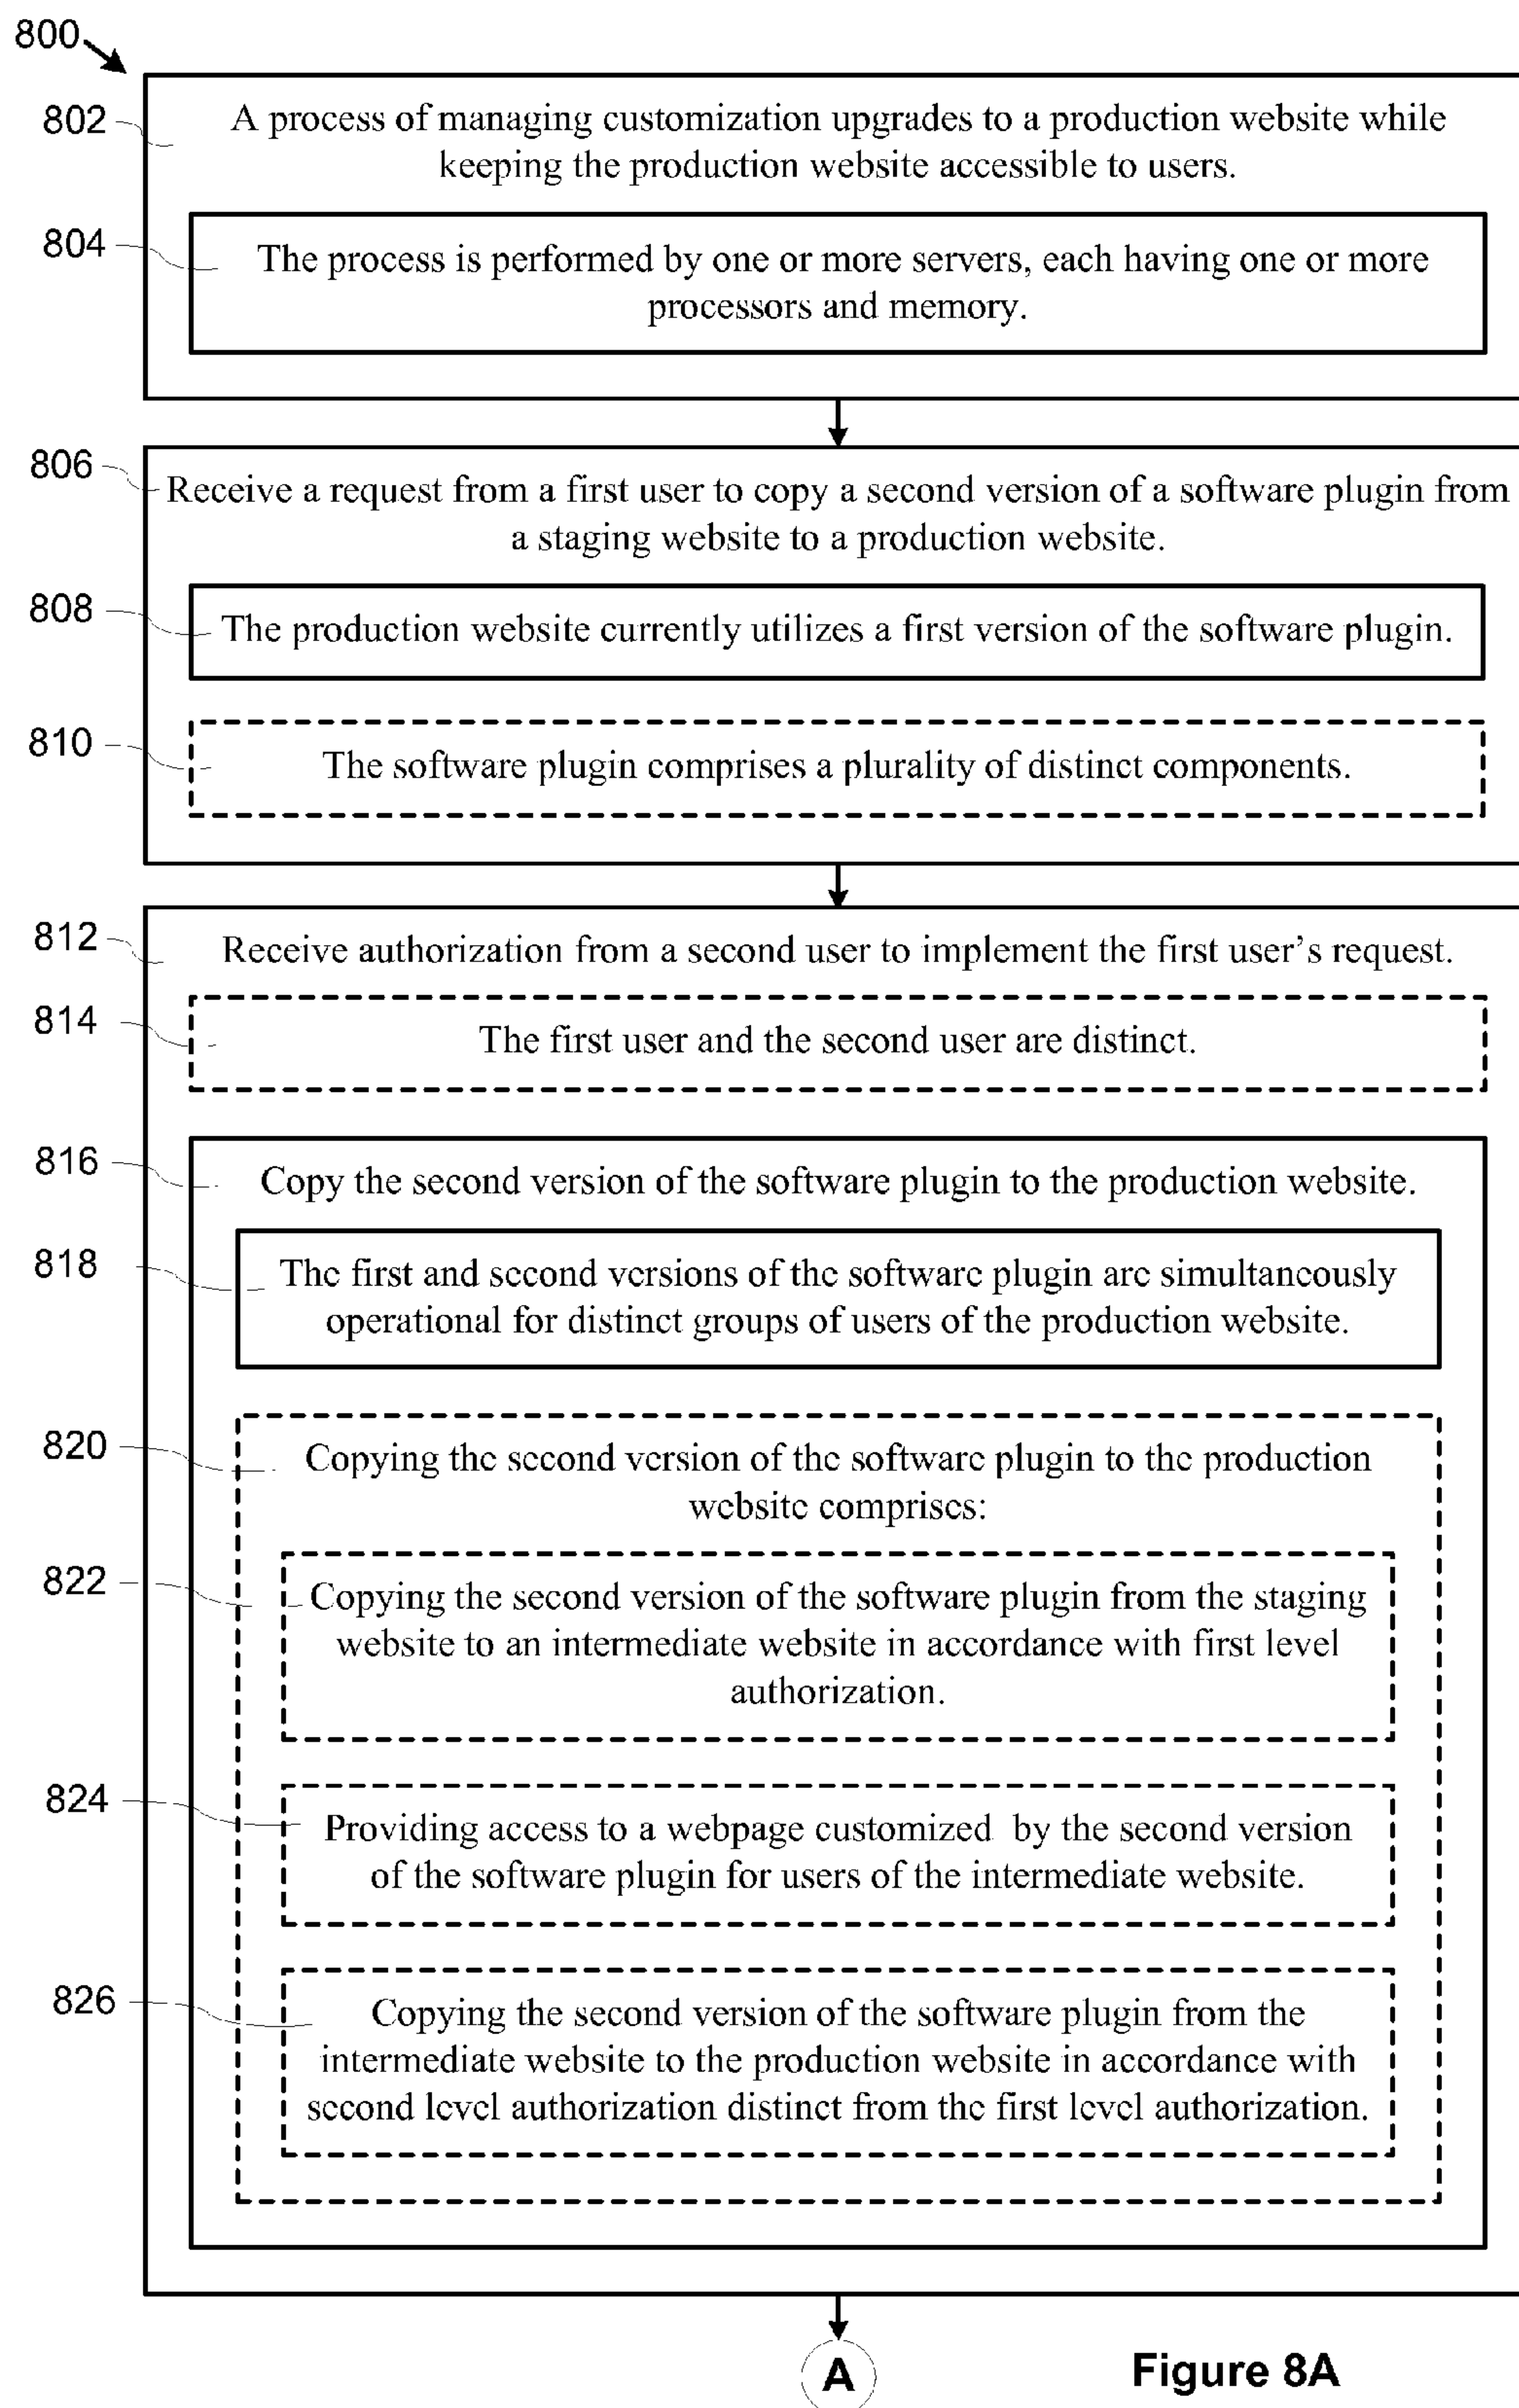 800
802
A process of managing customization upgrades to a production website while
keeping the production website accessible to users.
804
The process is performed by one or more servers, each having one or more
processors and memory.
806
Receive a request from a first user to copy a second version of a software plugin from
a staging website to a production website.
808
The production website currently utilizes a first version of the software plugin.
810
The software plugin comprises a plurality of distinct components.
812
Receive authorization from a second user to implement the first user's request.
814
The first user and the second user are distinct.
816
Copy the second version of the software plugin to the production website.
818
The first and second versions of the software plugin are simultaneously
operational for distinct groups of users of the production website.
820
Copying the second version of the software plugin to the production
website comprises:
822
Copying the second version of the software plugin from the staging
website to an intermediate website in accordance with first level
authorization.
824
Providing access to a webpage customized by the second version
of the software plugin for users of the intermediate website.
826
Copying the second version of the software plugin from the
intermediate website to the production website in accordance with
second level authorization distinct from the first level authorization.
A
Figure 8A